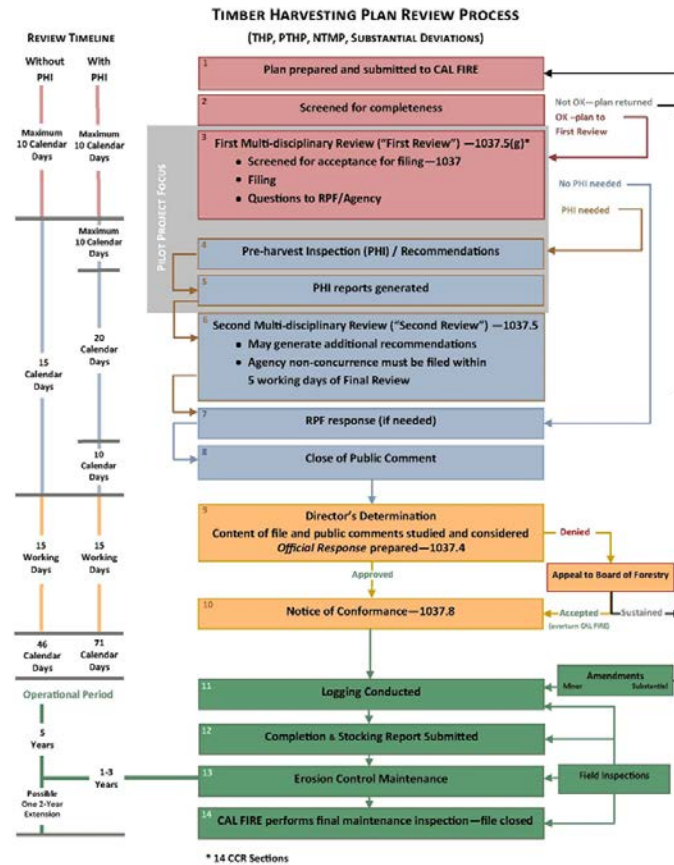 TIMBER HARVESTING PLAN REVIEW PROCESS
(THP, PTHP, NTMP, SUBSTANTIAL DEVIATIONS)
REVIEW TIMELINE
Without
PHI
With
PHI
Maximum
10 Calendar
Days
Maximum
10 Calendar
Days
Maximum
10 Calendar
Days
15
Calendar
Days
20
Calendar
Days
10
Calendar
Days
15
Working
Days
15
Working
Days
46
Calendar
Days
71
Calendar
Days
Operational Period
5
Years
1-3
Years
Possible
One 2-Year
Extension
PILOT PROJECT FOCUS
1
Plan prepared and submitted to CAL FIRE
2
Screened for completeness
Not OK—plan returned
OK –plan to
First Review
3
First Multi-disciplinary Review ("First Review") —1037.5(g)*
• Screened for acceptance for filing—1037
• Filing
• Questions to RPF/Agency
No PHI needed
PHI needed
4
Pre-harvest Inspection (PHI) / Recommendations
5
PHI reports generated
6
Second Multi-disciplinary Review ("Second Review") —1037.5
• May generate additional recommendations
• Agency non-concurrence must be filed within
5 working days of Final Review
7
RPF response (if needed)
8
Close of Public Comment
9
Director's Determination
Content of file and public comments studied and considered
Official Response prepared—1037.4
Denied
Appeal to Board of Forestry
Approved
Accepted
(overturn CAL FIRE)
Sustained
10
Notice of Conformance—1037.8
11
Logging Conducted
Amendments
Minor Substantial
12
Completion & Stocking Report Submitted
13
Erosion Control Maintenance
Field Inspections
14
CAL FIRE performs final maintenance inspection—file closed
* 14 CCR Sections